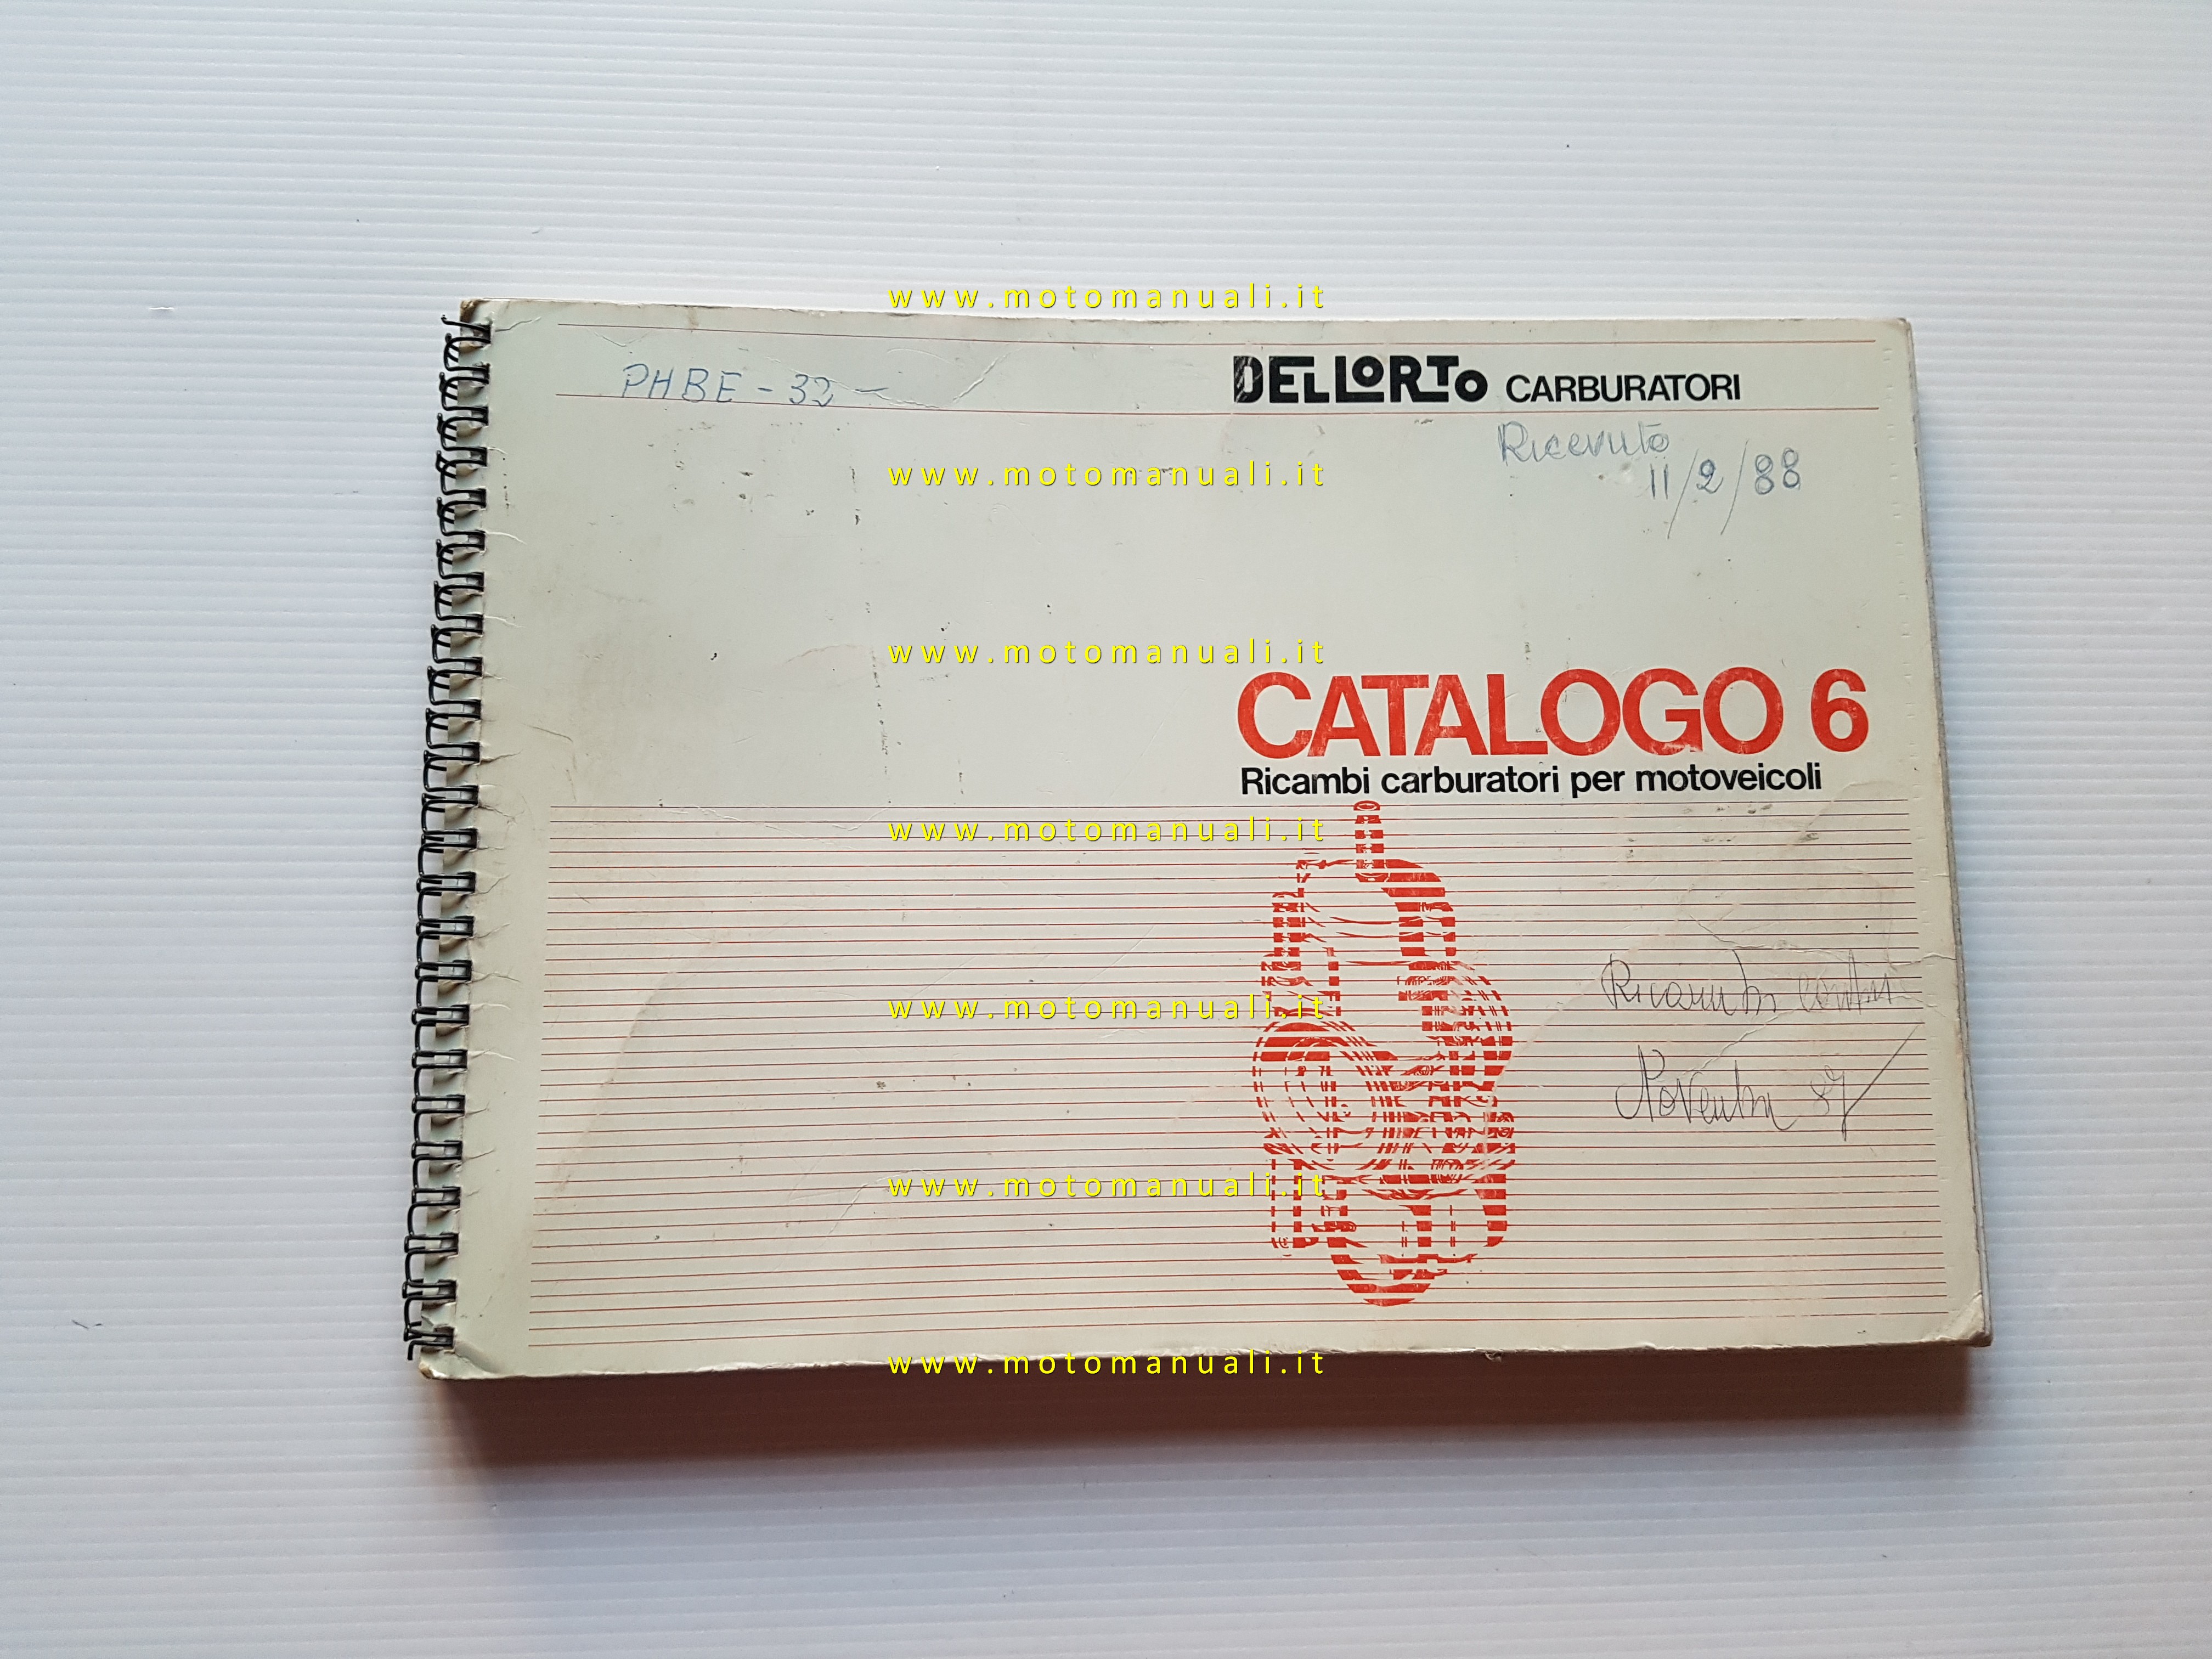 www.motomanuali.it
DELLORTO CARBURATORI
PHBE - 32
Ricevuto
11/2/88
www.motomanuali.it
www.motomanuali.it
CATALOGO 6
Ricambi carburatori per motoveicoli
www.motomanuali.it
www.motomanuali.it
87
www.motomanuali.it
www.motomanuali.it